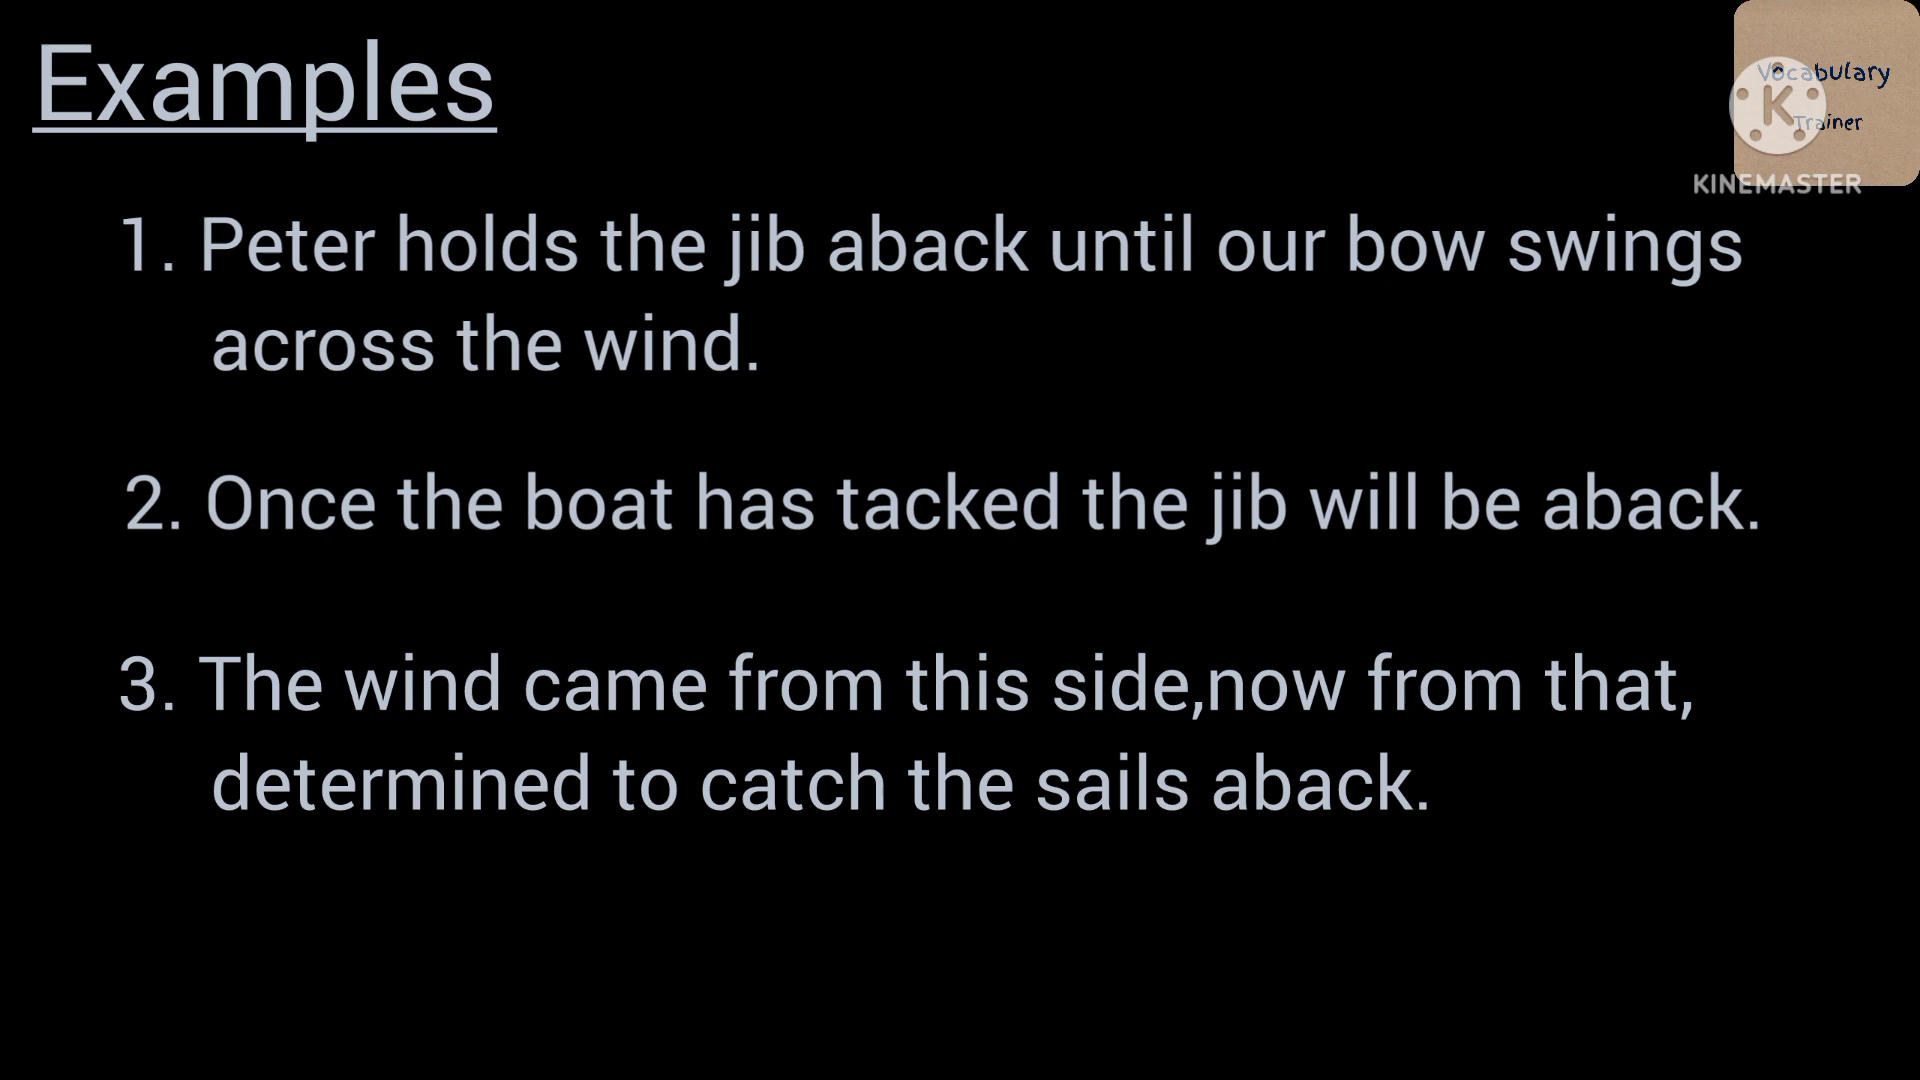 Examples
Vocabulary
Trainer
K
KINEMASTER
1. Peter holds the jib aback until our bow swings
across the wind.
2. Once the boat has tacked the jib will be aback.
3. The wind came from this side,now from that,
determined to catch the sails aback.